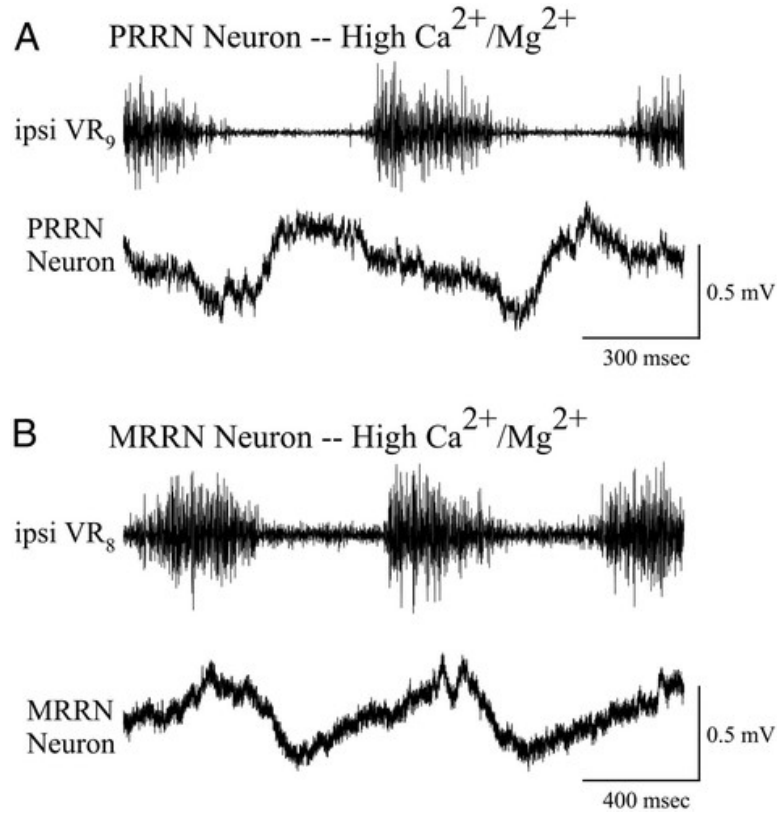 A
PRRN Neuron -- High Ca²⁺/Mg²⁺
ipsi VR₉
PRRN
Neuron
0.5 mV
300 msec
B
MRRN Neuron -- High Ca²⁺/Mg²⁺
ipsi VR₈
MRRN
Neuron
0.5 mV
400 msec